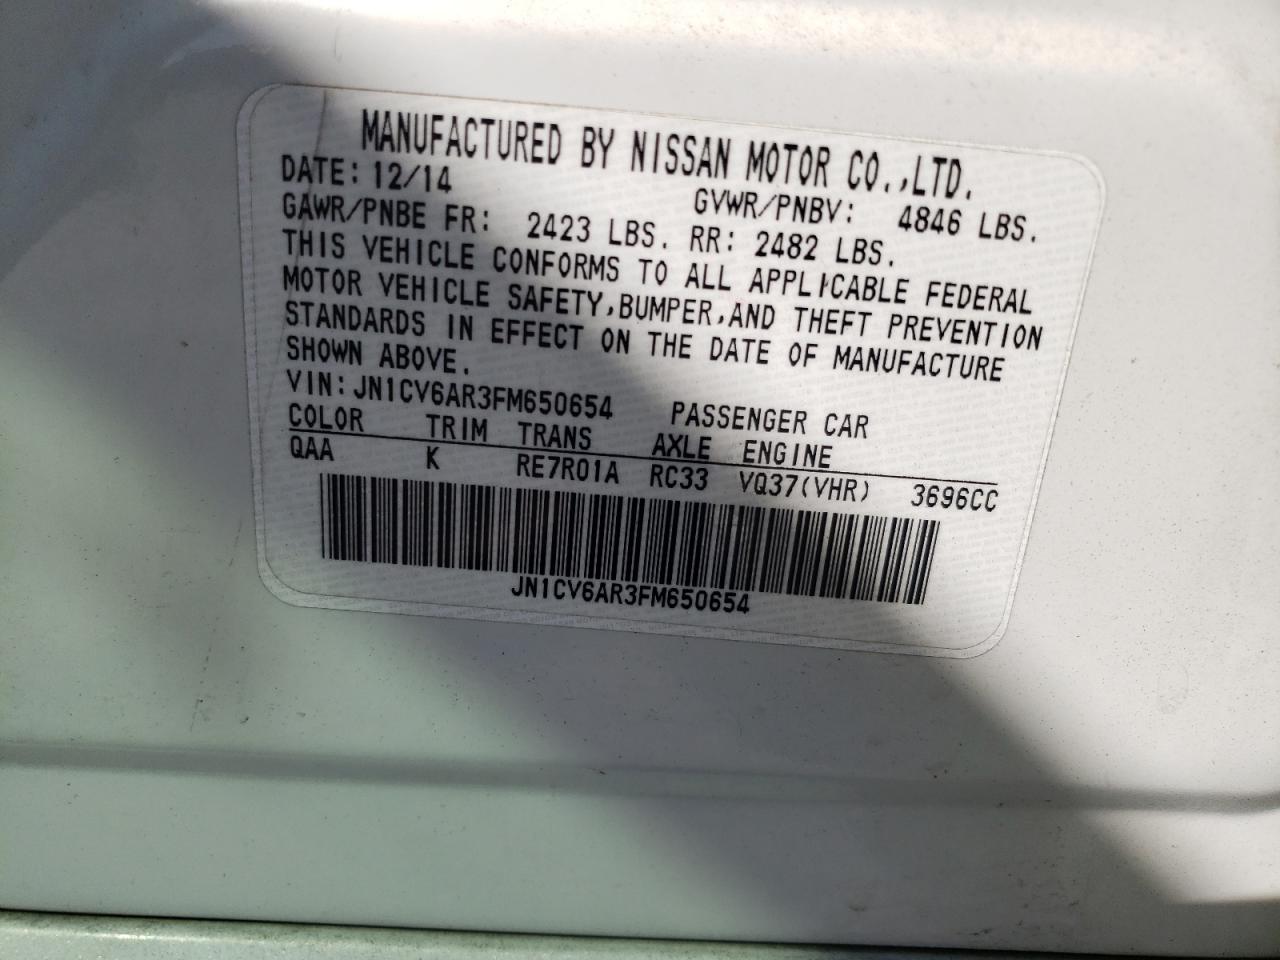 MANUFACTURED BY NISSAN MOTOR CO.,LTD.
DATE: 12/14 GVWR/PNBV: 4846 LBS.
GAWR/PNBE FR: 2423 LBS. RR: 2482 LBS.
THIS VEHICLE CONFORMS TO ALL APPLICABLE FEDERAL
MOTOR VEHICLE SAFETY,BUMPER,AND THEFT PREVENTION
STANDARDS IN EFFECT ON THE DATE OF MANUFACTURE
SHOWN ABOVE.
VIN:JN1CV6AR3FM650654 PASSENGER CAR
COLOR TRIM TRANS AXLE ENGINE
QAA K RE7R01A RC33 VQ37(VHR) 3696CC
JN1CV6AR3FM650654